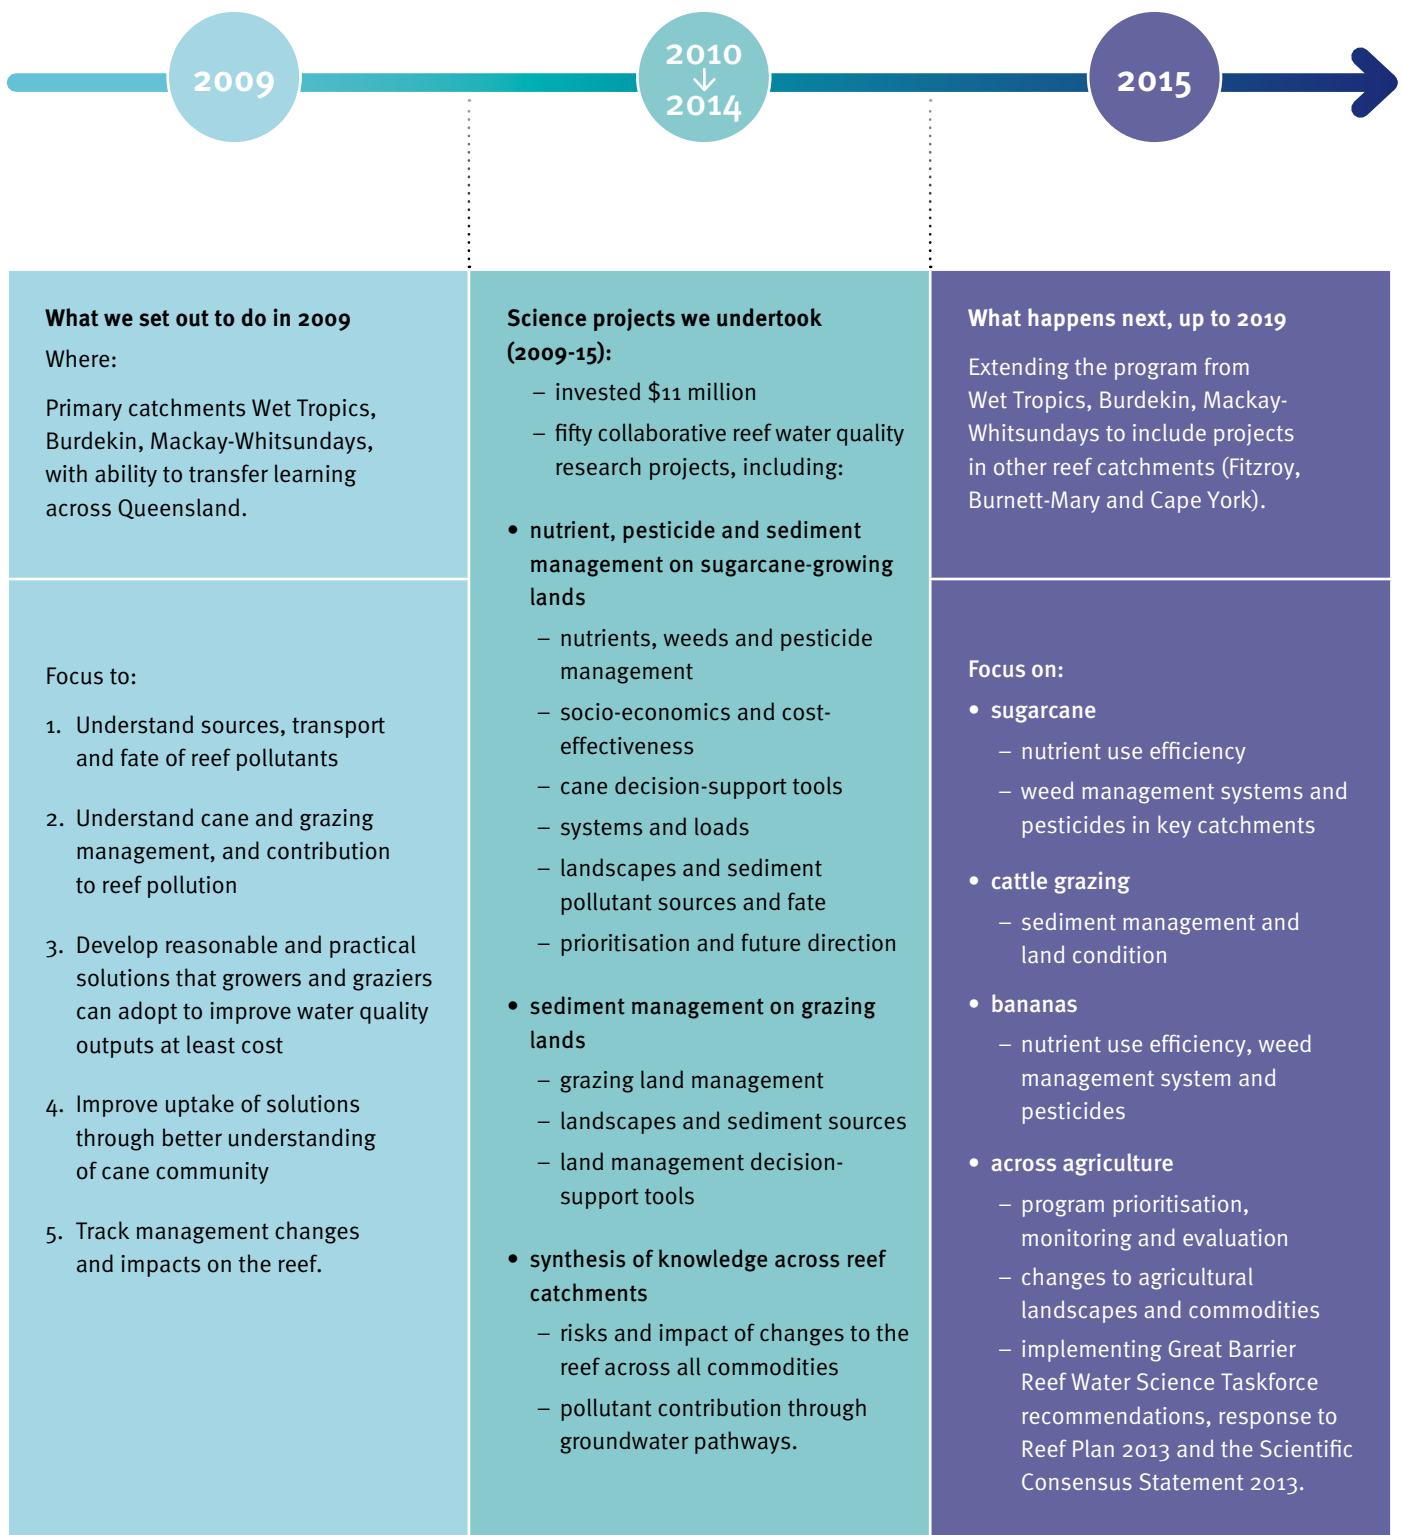 2009
2010
↓
2014
2015
What we set out to do in 2009
Where:
Primary catchments Wet Tropics,
Burdekin, Mackay-Whitsundays,
with ability to transfer learning
across Queensland.
Focus to:
1. Understand sources, transport
and fate of reef pollutants
2. Understand cane and grazing
management, and contribution
to reef pollution
3. Develop reasonable and practical
solutions that growers and graziers
can adopt to improve water quality
outputs at least cost
4. Improve uptake of solutions
through better understanding
of cane community
5. Track management changes
and impacts on the reef.
Science projects we undertook
(2009-15):
– invested $11 million
– fifty collaborative reef water quality
research projects, including:
• nutrient, pesticide and sediment
management on sugarcane-growing
lands
– nutrients, weeds and pesticide
management
– socio-economics and cost-
effectiveness
– cane decision-support tools
– systems and loads
– landscapes and sediment
pollutant sources and fate
– prioritisation and future direction
• sediment management on grazing
lands
– grazing land management
– landscapes and sediment sources
– land management decision-
support tools
• synthesis of knowledge across reef
catchments
– risks and impact of changes to the
reef across all commodities
– pollutant contribution through
groundwater pathways.
What happens next, up to 2019
Extending the program from
Wet Tropics, Burdekin, Mackay-
Whitsundays to include projects
in other reef catchments (Fitzroy,
Burnett-Mary and Cape York).
Focus on:
• sugarcane
– nutrient use efficiency
– weed management systems and
pesticides in key catchments
• cattle grazing
– sediment management and
land condition
• bananas
– nutrient use efficiency, weed
management system and
pesticides
• across agriculture
– program prioritisation,
monitoring and evaluation
– changes to agricultural
landscapes and commodities
– implementing Great Barrier
Reef Water Science Taskforce
recommendations, response to
Reef Plan 2013 and the Scientific
Consensus Statement 2013.